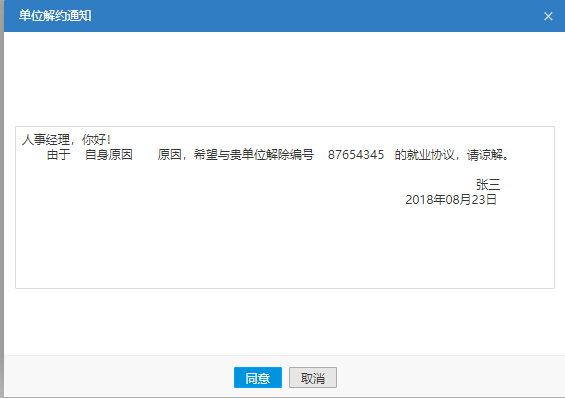 单位解约通知
×
人事经理，你好！
由于 自身原因 原因，希望与贵单位解除编号 87654345 的就业协议，请谅解。
张三
2018年08月23日
同意 取消